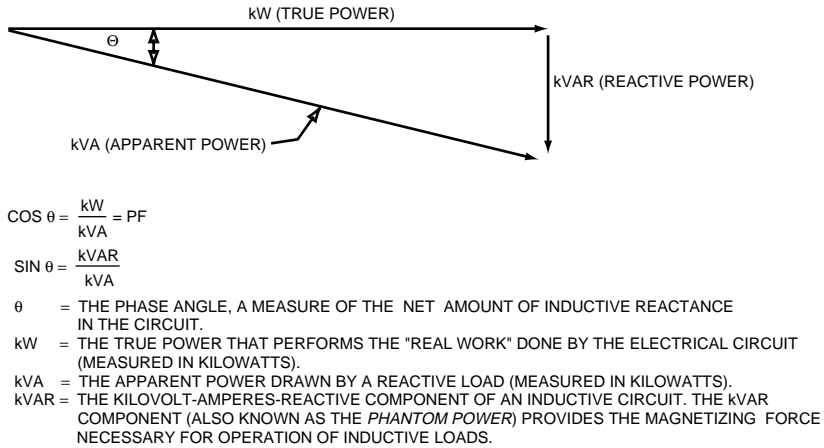 kW (TRUE POWER)
Θ
kVAR (REACTIVE POWER)
kVA (APPARENT POWER)
COS θ = kW
kVA = PF
SIN θ = kVAR
kVA
θ = THE PHASE ANGLE, A MEASURE OF THE NET AMOUNT OF INDUCTIVE REACTANCE
IN THE CIRCUIT.
kW = THE TRUE POWER THAT PERFORMS THE "REAL WORK" DONE BY THE ELECTRICAL CIRCUIT
(MEASURED IN KILOWATTS).
kVA = THE APPARENT POWER DRAWN BY A REACTIVE LOAD (MEASURED IN KILOWATTS).
kVAR = THE KILOVOLT-AMPERES-REACTIVE COMPONENT OF AN INDUCTIVE CIRCUIT. THE kVAR
COMPONENT (ALSO KNOWN AS THE PHANTOM POWER) PROVIDES THE MAGNETIZING FORCE
NECESSARY FOR OPERATION OF INDUCTIVE LOADS.